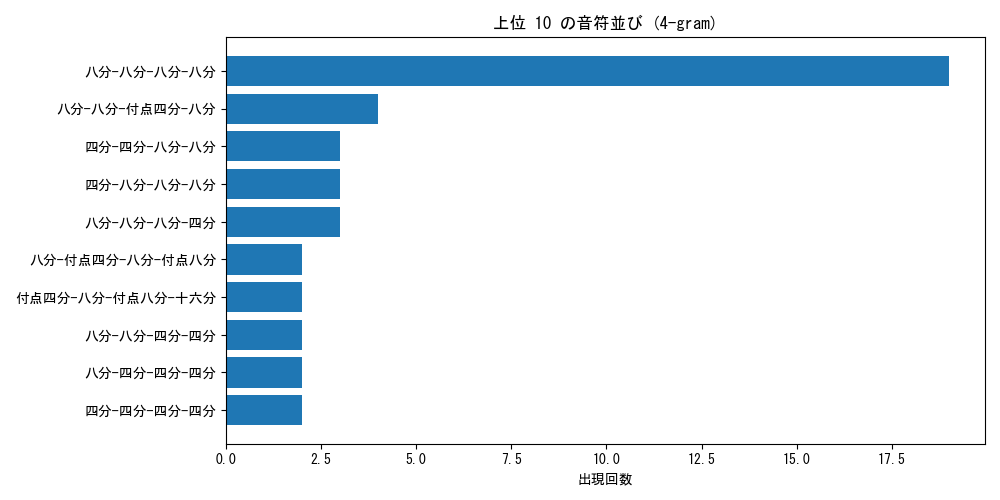 上位 10 の音符並び (4-gram)
八分-八分-八分-八分
八分-八分-付点四分-八分
四分-四分-八分-八分
四分-八分-八分-八分
八分-八分-八分-四分
八分-付点四分-八分-付点八分
付点四分-八分-付点八分-十六分
八分-八分-四分-四分
八分-四分-四分-四分
四分-四分-四分-四分
0.0 2.5 5.0 7.5 10.0 12.5 15.0 17.5
出現回数